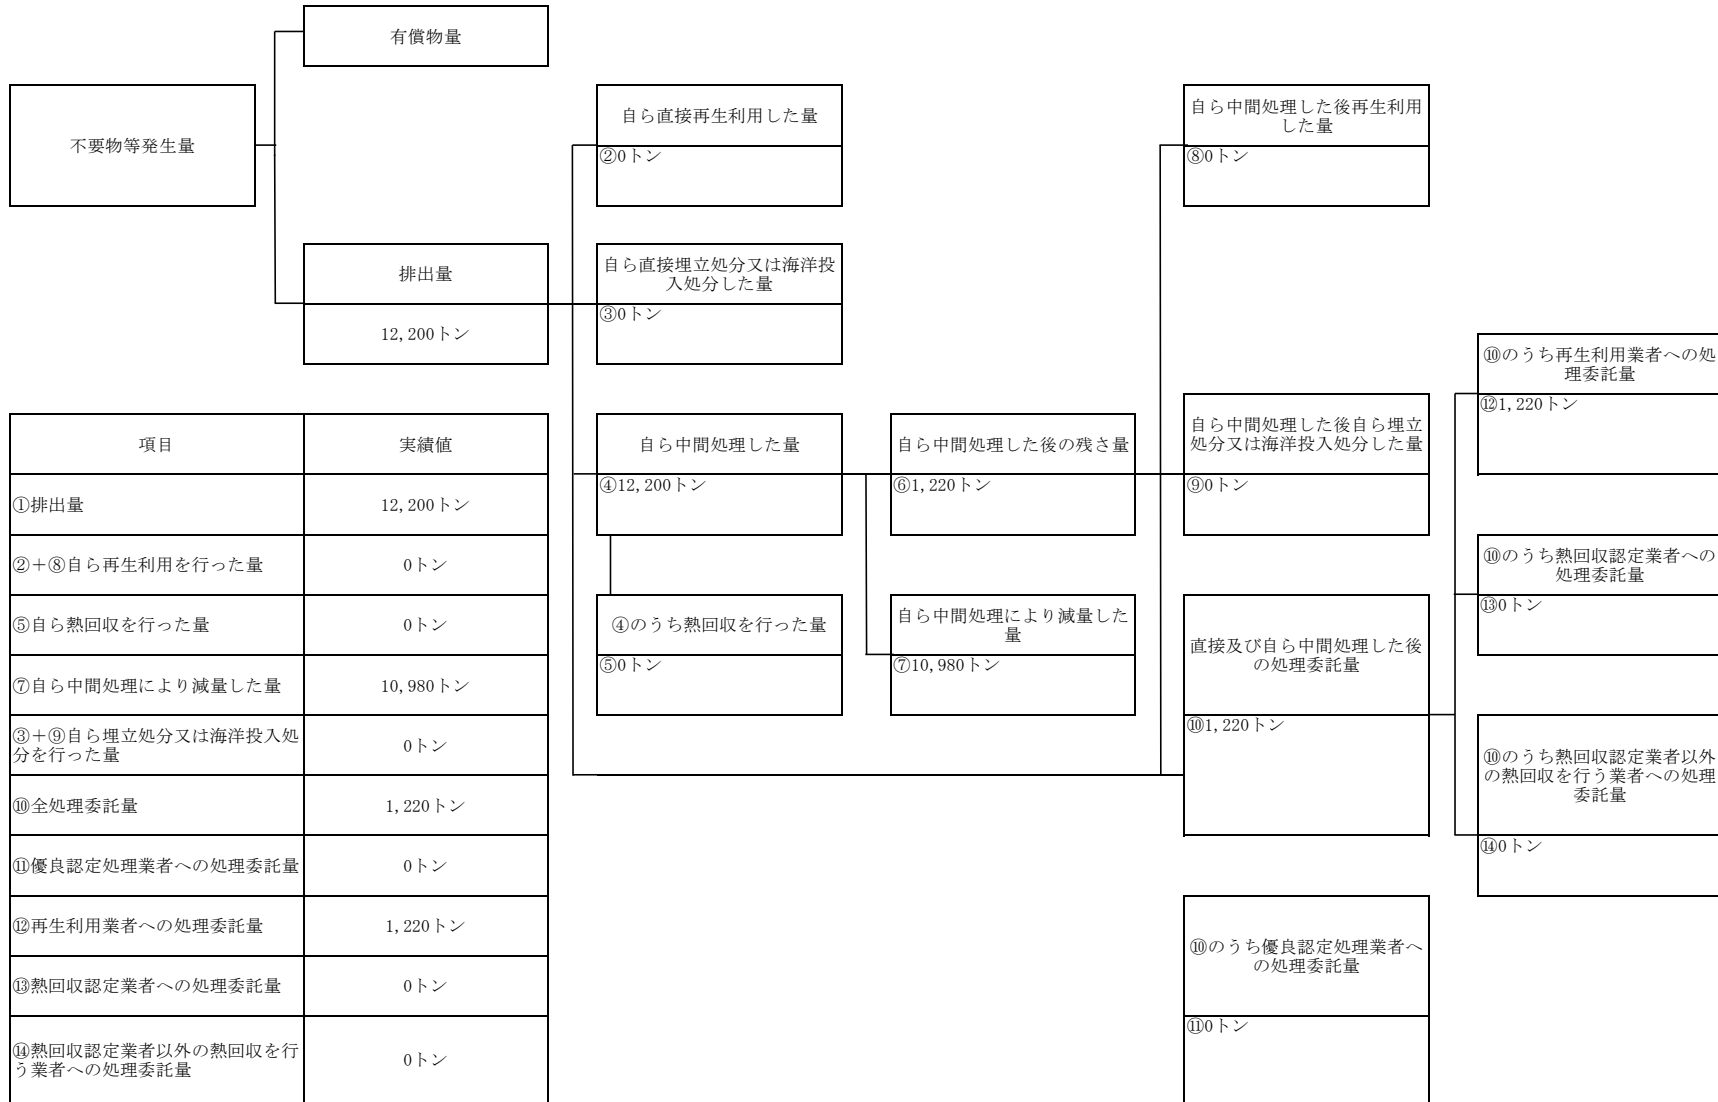 有償物量
不要物等発生量
自ら直接再生利用した量
②0トン
自ら中間処理した後再生利用
した量
⑧0トン
排出量
12,200トン
自ら直接埋立処分又は海洋投
入処分した量
③0トン
⑩のうち再生利用業者への処
理委託量
⑫1,220トン
自ら中間処理した量
④12,200トン
自ら中間処理した後の残さ量
⑥1,220トン
自ら中間処理した後自ら埋立
処分又は海洋投入処分した量
⑨0トン
⑩のうち熱回収認定業者への
処理委託量
⑬0トン
④のうち熱回収を行った量
⑤0トン
自ら中間処理により減量した
量
⑦10,980トン
直接及び自ら中間処理した後
の処理委託量
⑩1,220トン
⑩のうち熱回収認定業者以外
の熱回収を行う業者への処理
委託量
⑭0トン
⑩のうち優良認定処理業者へ
の処理委託量
⑪0トン
項目 実績値
①排出量 12,200トン
②＋⑧自ら再生利用を行った量 0トン
⑤自ら熱回収を行った量 0トン
⑦自ら中間処理により減量した量 10,980トン
③＋⑨自ら埋立処分又は海洋投入処
分を行った量 0トン
⑩全処理委託量 1,220トン
⑪優良認定処理業者への処理委託量 0トン
⑫再生利用業者への処理委託量 1,220トン
⑬熱回収認定業者への処理委託量 0トン
⑭熱回収認定業者以外の熱回収を行
う業者への処理委託量 0トン